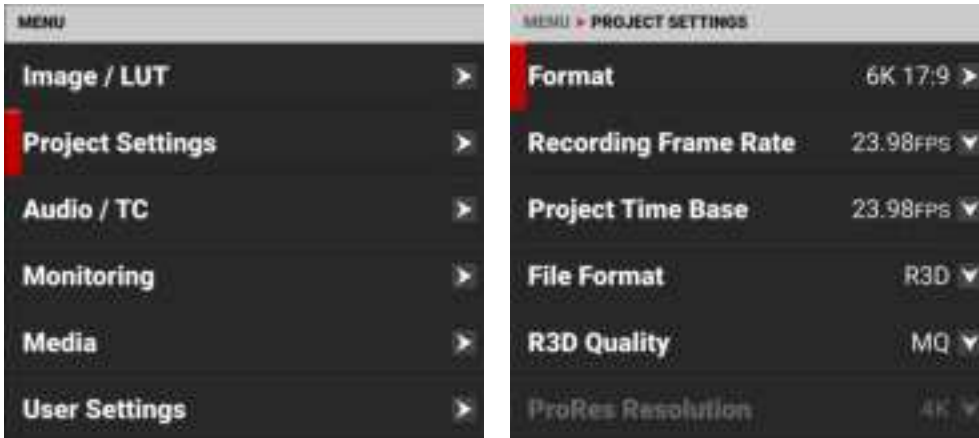 MENU
Image / LUT
Project Settings
Audio / TC
Monitoring
Media
User Settings
MENU ▸ PROJECT SETTINGS
Format 6K 17:9
Recording Frame Rate 23.98FPS
Project Time Base 23.98FPS
File Format R3D
R3D Quality MQ
ProRes Resolution 4K